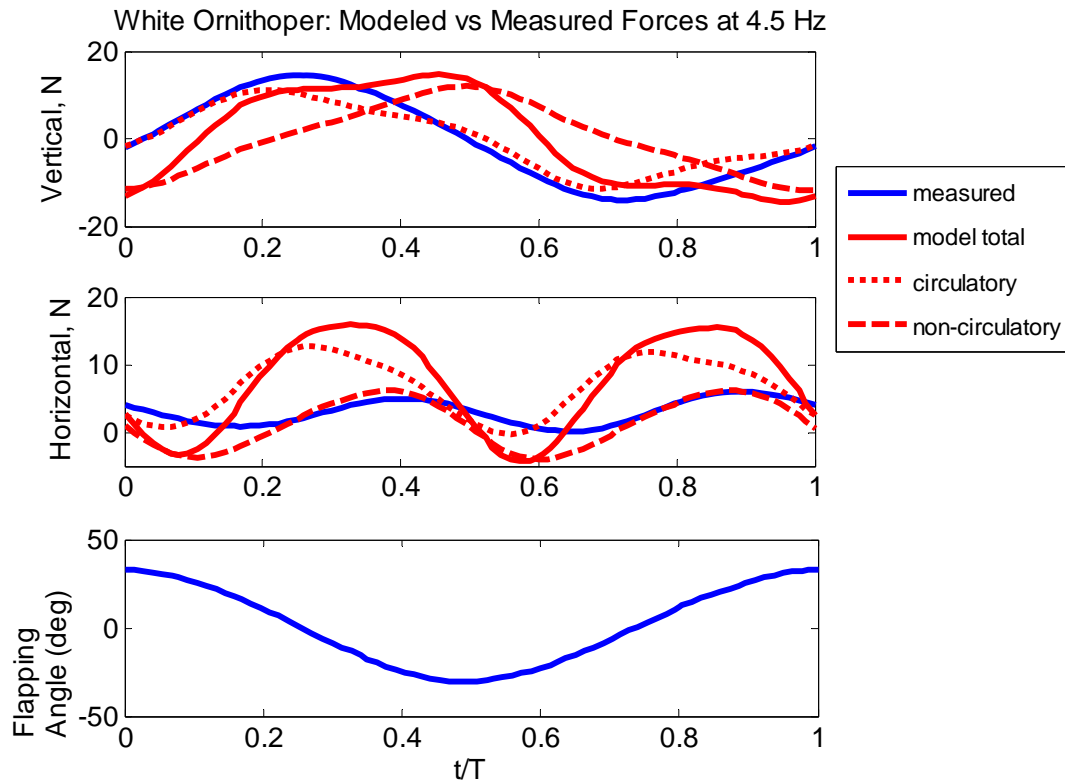 White Ornithoper: Modeled vs Measured Forces at 4.5 Hz
20
0
-20
Vertical, N
0 0.2 0.4 0.6 0.8 1
measured
model total
circulatory
non-circulatory
20
10
0
Horizontal, N
0 0.2 0.4 0.6 0.8 1
50
0
-50
Flapping
Angle (deg)
0 0.2 0.4 0.6 0.8 1
t/T